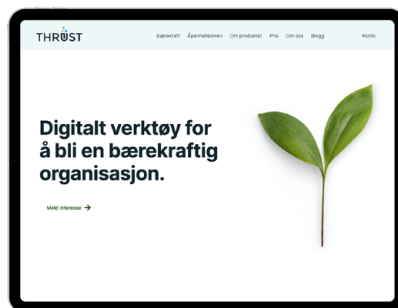 THRUST
Bærekraft Åpenhetsloven Om produktet Pris Om oss Blogg Konto
Digitalt verktøy for
å bli en bærekraftig
organisasjon.
Meld interesse